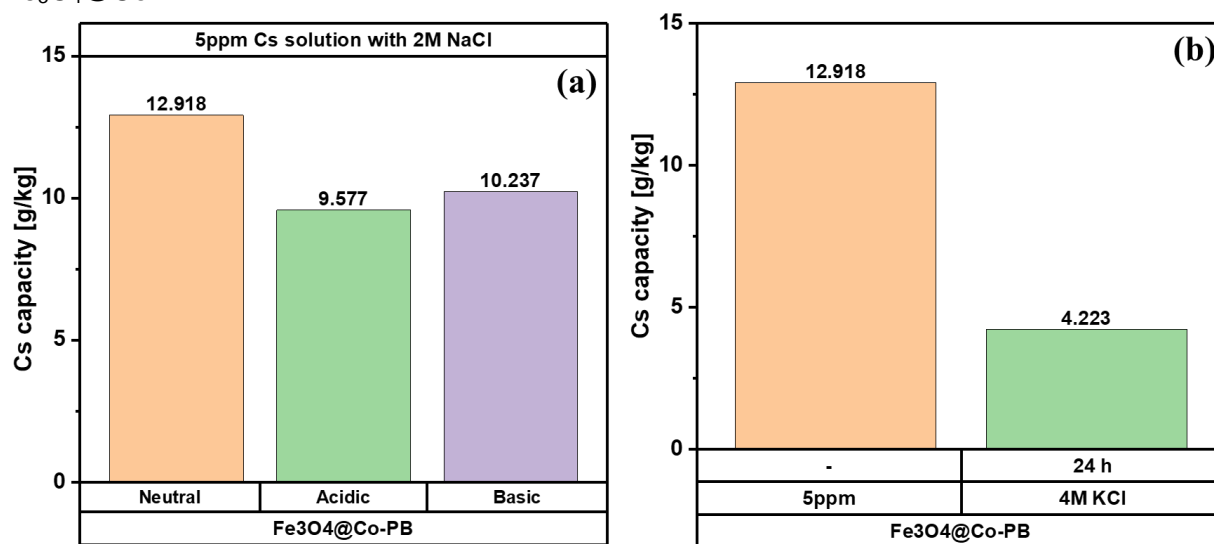 5ppm Cs solution with 2M NaCl
(a)
Cs capacity [g/kg]
15
10
5
0
12.918
9.577
10.237
Neutral
Acidic
Basic
Fe3O4@Co-PB
(b)
Cs capacity [g/kg]
15
10
5
0
12.918
4.223
-
24 h
5ppm
4M KCl
Fe3O4@Co-PB